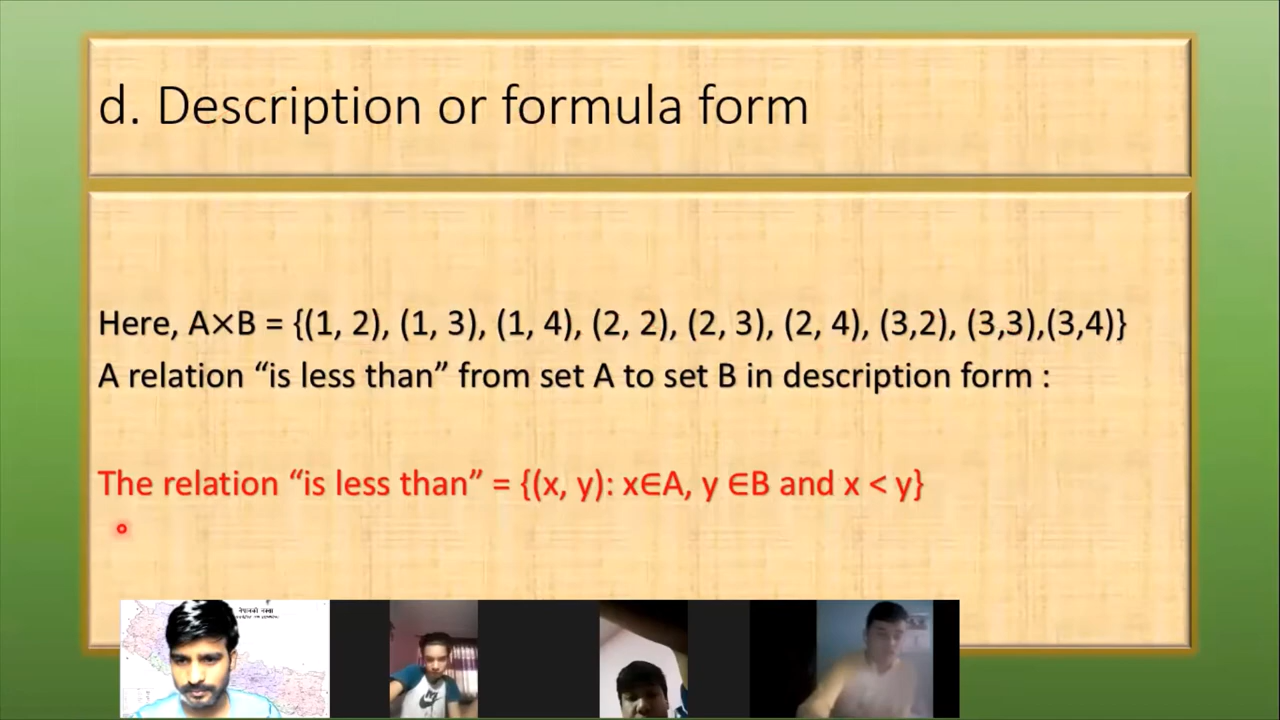 d. Description or formula form
Here, A×B = {(1, 2), (1, 3), (1, 4), (2, 2), (2, 3), (2, 4), (3,2), (3,3),(3,4)}
A relation “is less than” from set A to set B in description form :
The relation “is less than” = {(x, y): x∈A, y ∈B and x < y}
नेपालको नक्सा